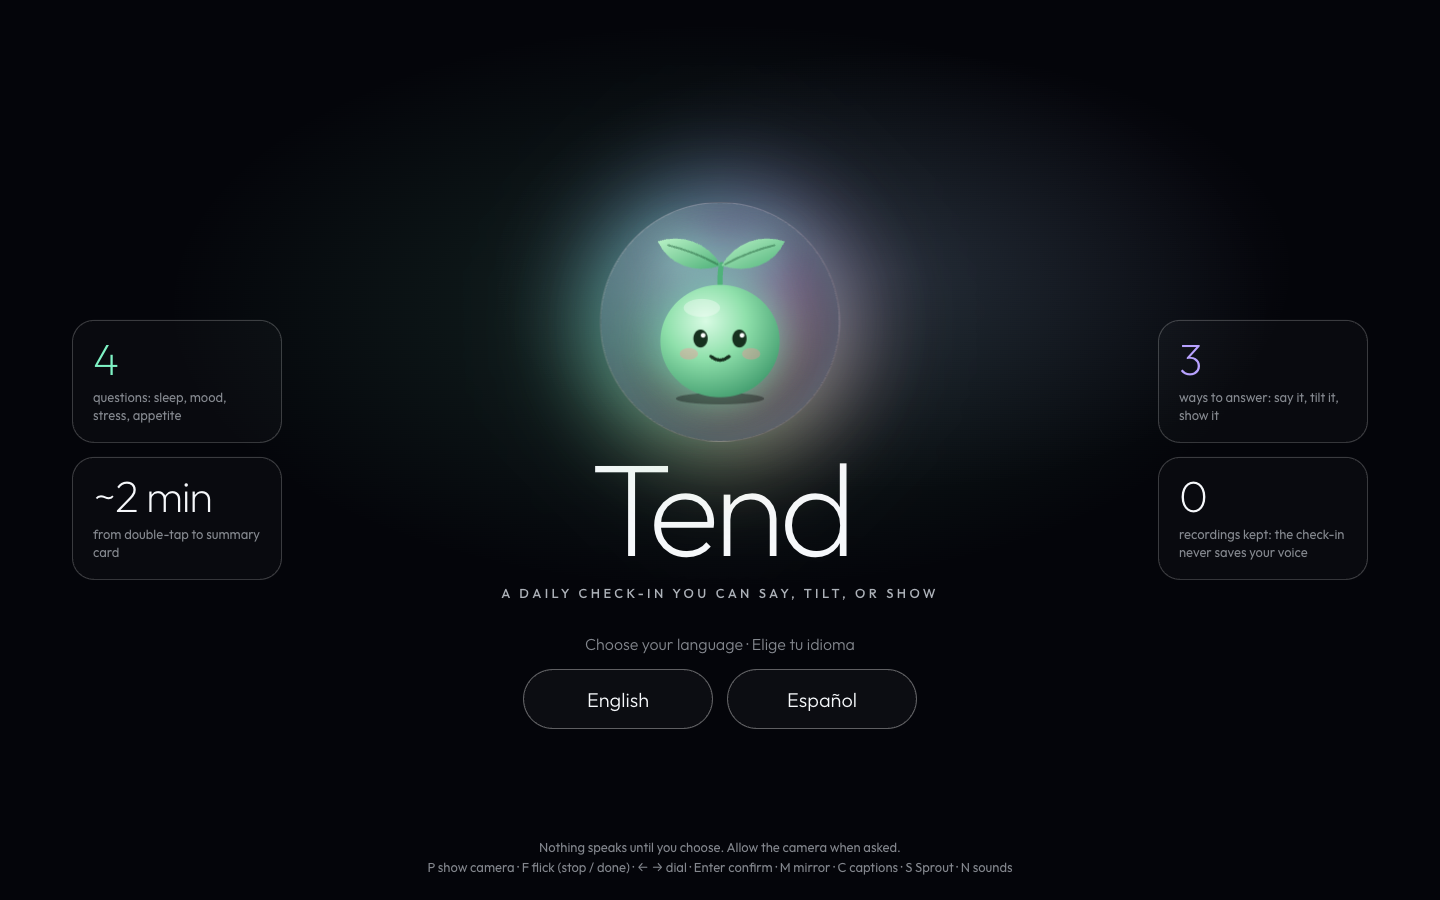 4
questions: sleep, mood,
stress, appetite
~2 min
from double-tap to summary
card
3
ways to answer: say it, tilt it,
show it
0
recordings kept: the check-in
never saves your voice
Tend
A DAILY CHECK-IN YOU CAN SAY, TILT, OR SHOW
Choose your language · Elige tu idioma
English
Español
Nothing speaks until you choose. Allow the camera when asked.
P show camera · F flick (stop / done) · ← → dial · Enter confirm · M mirror · C captions · S Sprout · N sounds